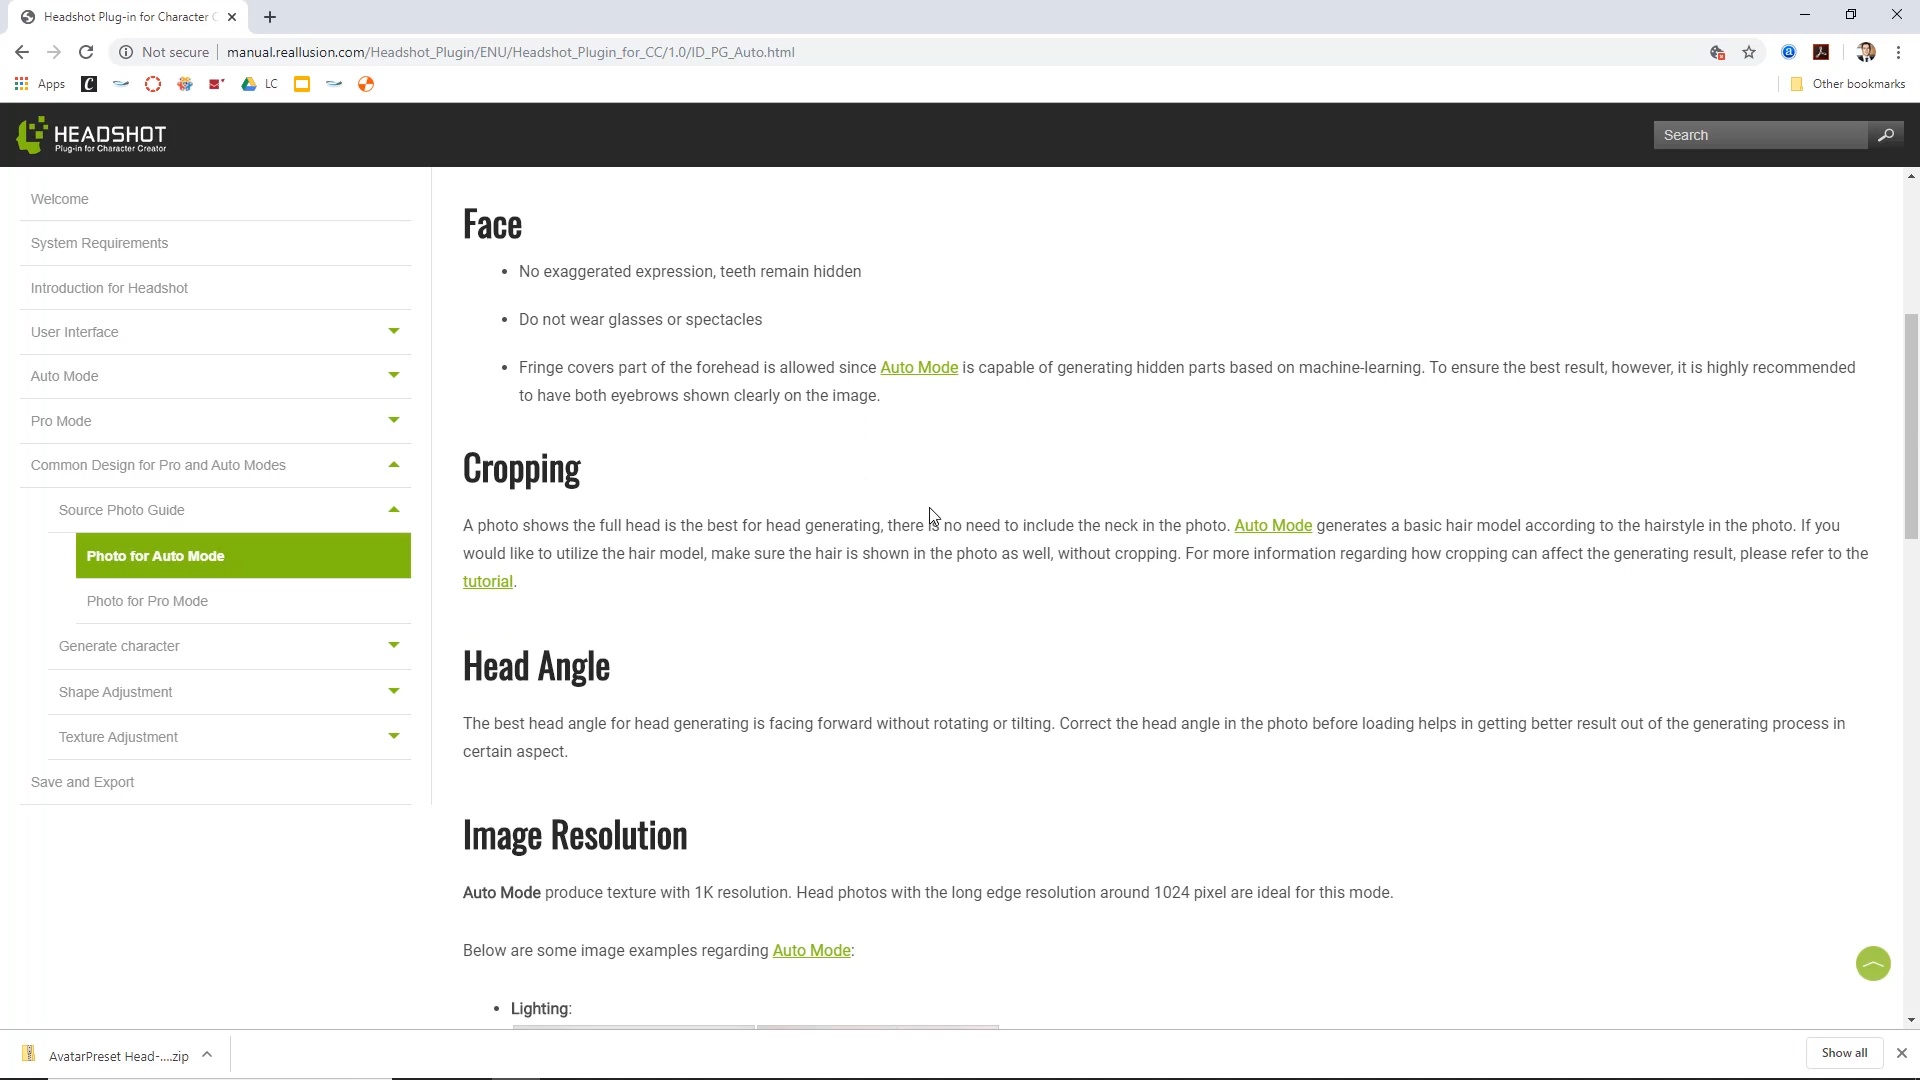 Headshot Plug-in for Character C
Not secure
manual.reallusion.com/Headshot_Plugin/ENU/Headshot_Plugin_for_CC/1.0/ID_PG_Auto.html
Apps
LC
Other bookmarks
HEADSHOT
Plug-in for Character Creator
Search
Welcome
System Requirements
Introduction for Headshot
User Interface
Auto Mode
Pro Mode
Common Design for Pro and Auto Modes
Source Photo Guide
Photo for Auto Mode
Photo for Pro Mode
Generate character
Shape Adjustment
Texture Adjustment
Save and Export
Face
• No exaggerated expression, teeth remain hidden
• Do not wear glasses or spectacles
• Fringe covers part of the forehead is allowed since Auto Mode is capable of generating hidden parts based on machine-learning. To ensure the best result, however, it is highly recommended
to have both eyebrows shown clearly on the image.
Cropping
A photo shows the full head is the best for head generating, there is no need to include the neck in the photo. Auto Mode generates a basic hair model according to the hairstyle in the photo. If you
would like to utilize the hair model, make sure the hair is shown in the photo as well, without cropping. For more information regarding how cropping can affect the generating result, please refer to the
tutorial.
Head Angle
The best head angle for head generating is facing forward without rotating or tilting. Correct the head angle in the photo before loading helps in getting better result out of the generating process in
certain aspect.
Image Resolution
Auto Mode produce texture with 1K resolution. Head photos with the long edge resolution around 1024 pixel are ideal for this mode.
Below are some image examples regarding Auto Mode:
• Lighting:
AvatarPreset Head-....zip
Show all